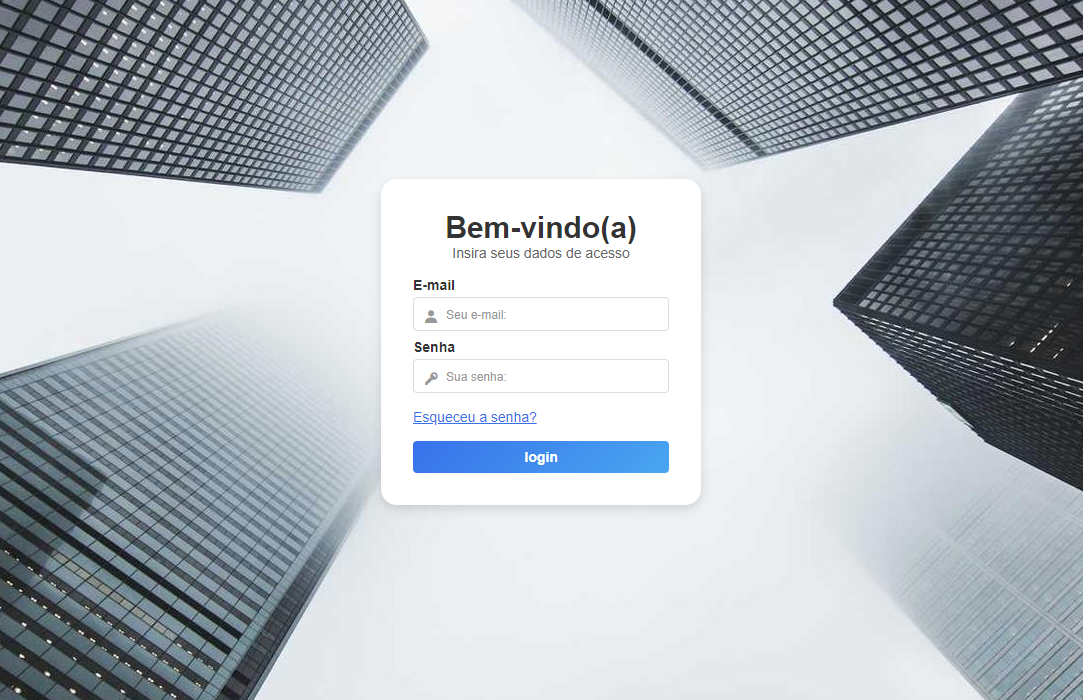 Bem-vindo(a)
Insira seus dados de acesso
E-mail
Seu e-mail:
Senha
Sua senha:
Esqueceu a senha?
login